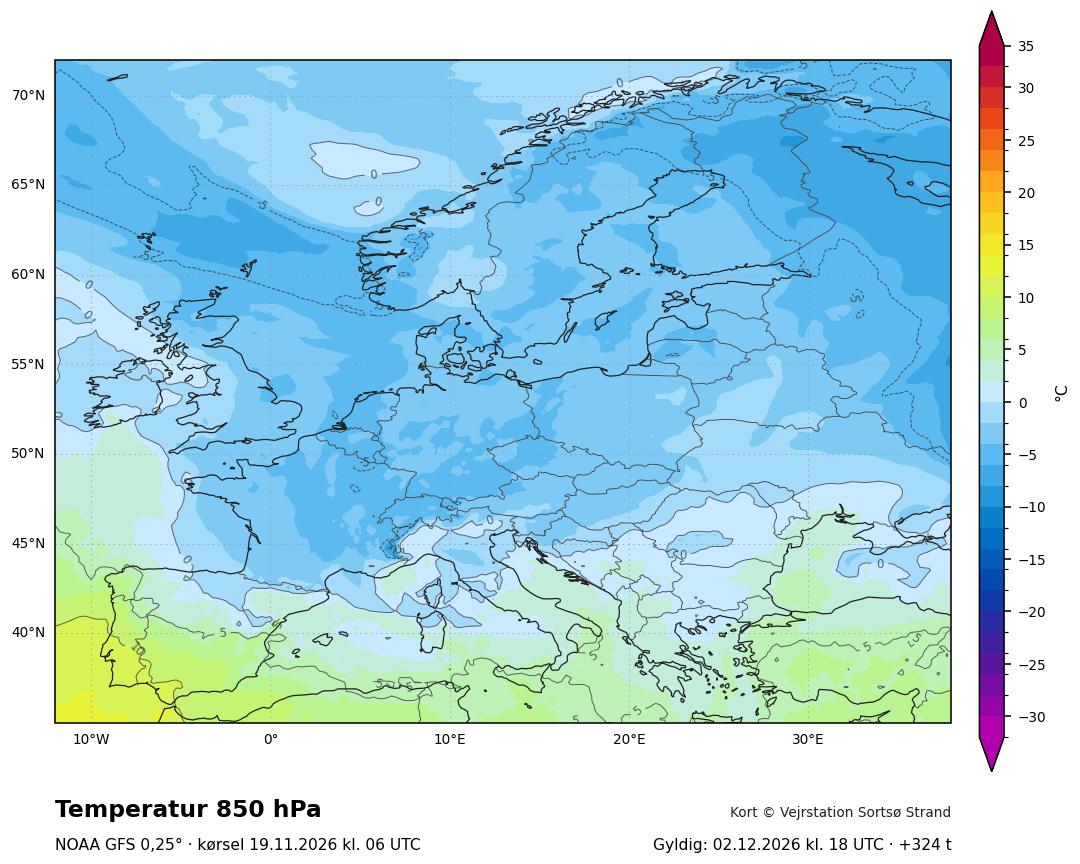 70°N
65°N
60°N
55°N
50°N
45°N
40°N
10°W
0°
10°E
20°E
30°E
35
30
25
20
15
10
5
0
−5
−10
−15
−20
−25
−30
°C
Temperatur 850 hPa
Kort © Vejrstation Sortsø Strand
NOAA GFS 0,25° · kørsel 19.11.2026 kl. 06 UTC
Gyldig: 02.12.2026 kl. 18 UTC · +324 t